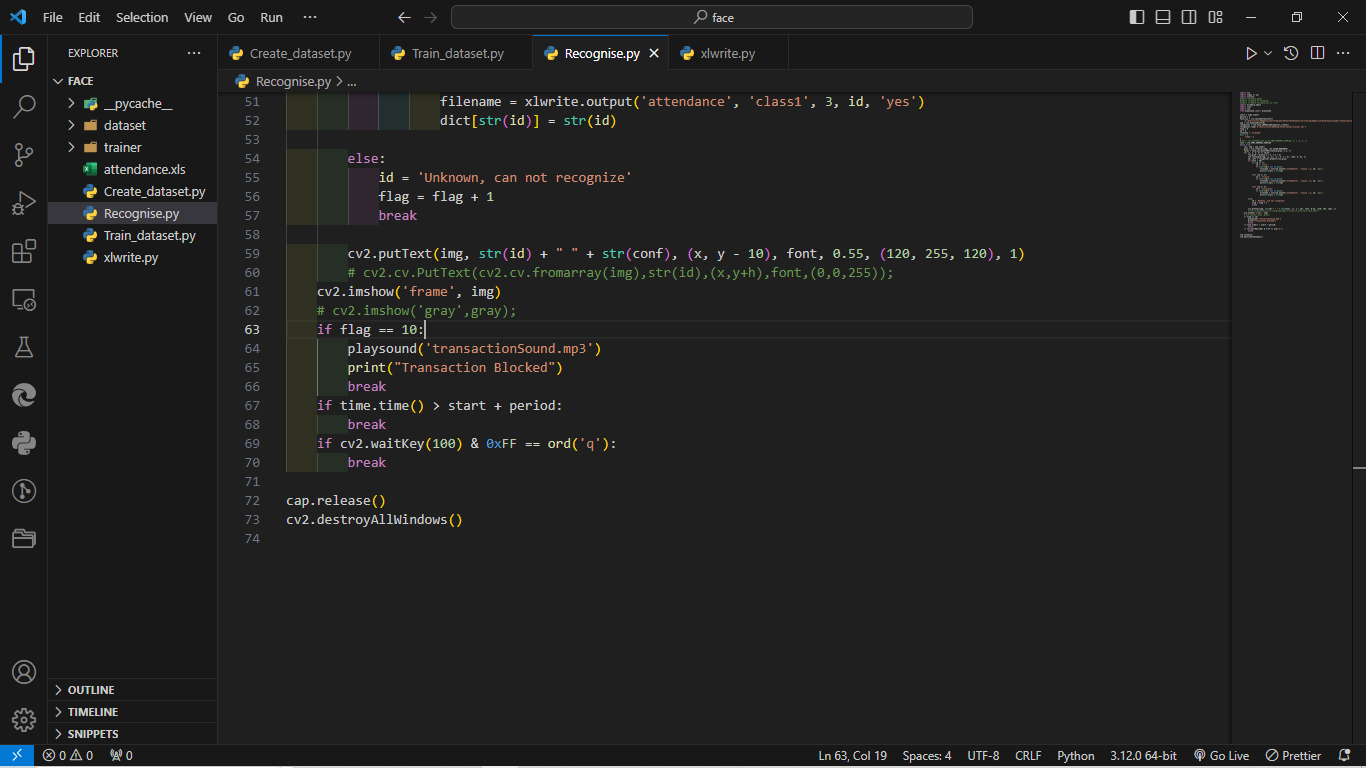 File Edit Selection View Go Run ··· face
EXPLORER ···
FACE
__pycache__
dataset
trainer
attendance.xls
Create_dataset.py
Recognise.py
Train_dataset.py
xlwrite.py
OUTLINE
TIMELINE
SNIPPETS
Create_dataset.py Train_dataset.py Recognise.py xlwrite.py
Recognise.py > ...
51 filename = xlwrite.output('attendance', 'class1', 3, id, 'yes')
52 dict[str(id)] = str(id)
53
54 else:
55 id = 'Unknown, can not recognize'
56 flag = flag + 1
57 break
58
59 cv2.putText(img, str(id) + " " + str(conf), (x, y - 10), font, 0.55, (120, 255, 120), 1)
60 # cv2.cv.PutText(cv2.cv.fromarray(img),str(id),(x,y+h),font,(0,0,255));
61 cv2.imshow('frame', img)
62 # cv2.imshow('gray',gray);
63 if flag == 10:
64 playsound('transactionSound.mp3')
65 print("Transaction Blocked")
66 break
67 if time.time() > start + period:
68 break
69 if cv2.waitKey(100) & 0xFF == ord('q'):
70 break
71
72 cap.release()
73 cv2.destroyAllWindows()
74
0 0 0 Ln 63, Col 19 Spaces: 4 UTF-8 CRLF Python 3.12.0 64-bit Go Live Prettier